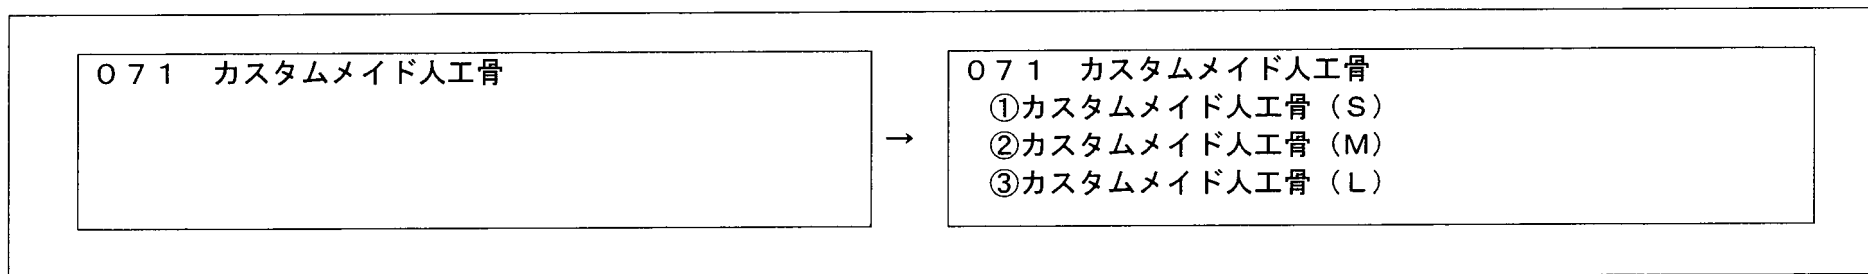 ０７１　カスタムメイド人工骨
→
０７１　カスタムメイド人工骨
①カスタムメイド人工骨（Ｓ）
②カスタムメイド人工骨（Ｍ）
③カスタムメイド人工骨（Ｌ）